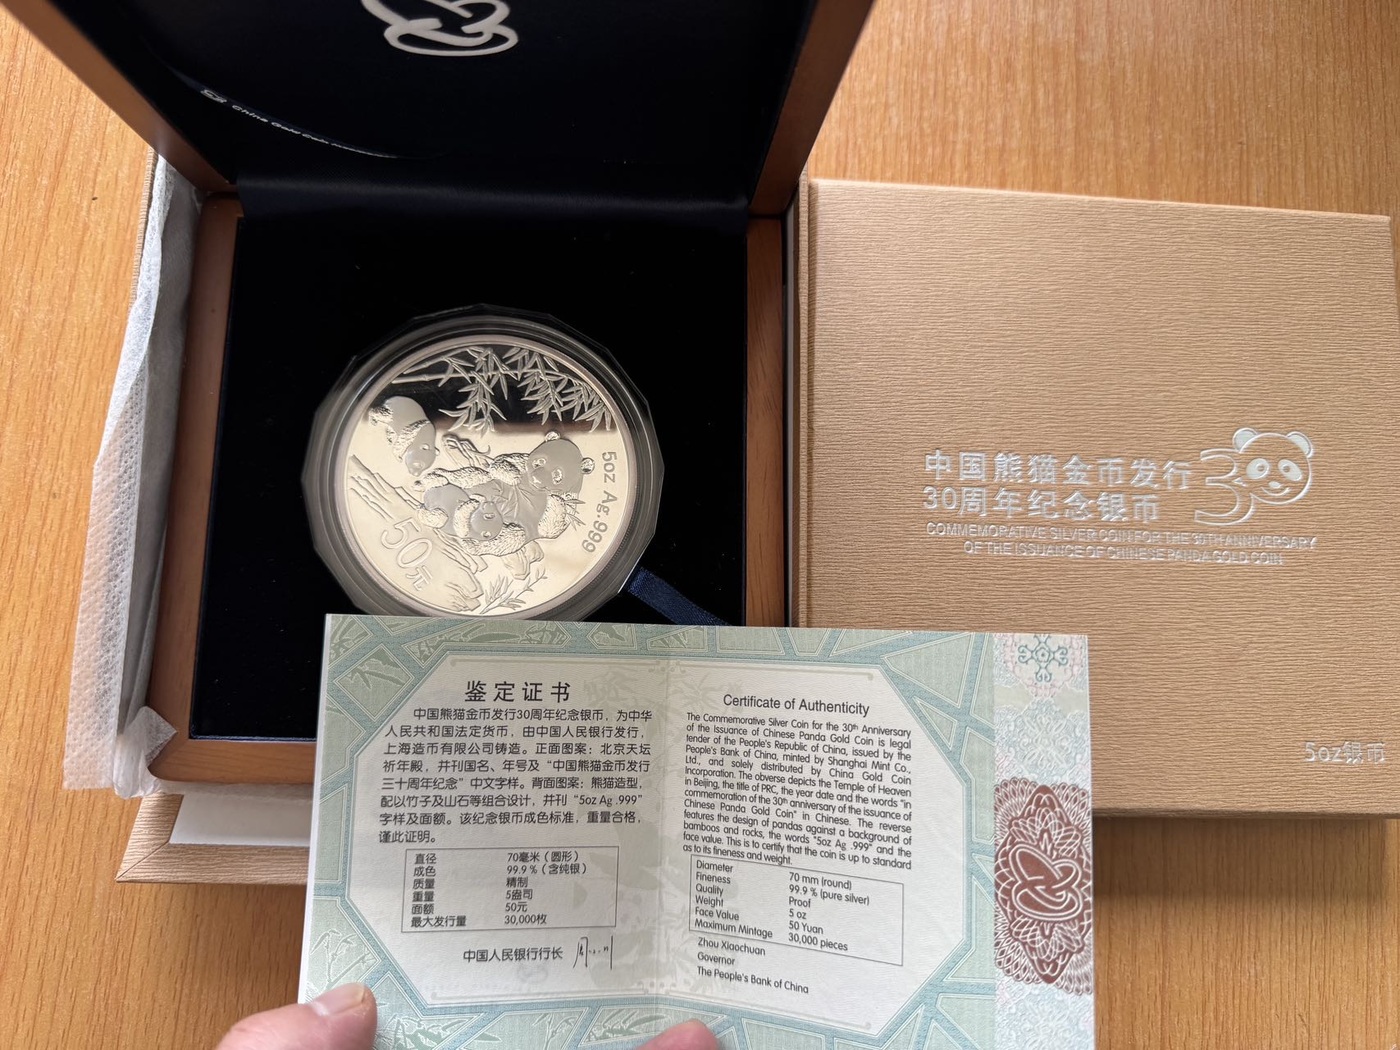 China Gold Coin
5oz Ag.999
50元
中国熊猫金币发行
30周年纪念银币
30
COMMEMORATIVE SILVER COIN FOR THE 30TH ANNIVERSARY
OF THE ISSUANCE OF CHINESE PANDA GOLD COIN
5oz银币
鉴定证书
中国熊猫金币发行30周年纪念银币，为中华
人民共和国法定货币，由中国人民银行发行，
上海造币有限公司铸造。正面图案：北京天坛
祈年殿，并刊国名、年号及“中国熊猫金币发行
三十周年纪念”中文字样。背面图案：熊猫造型，
配以竹子及山石等组合设计，并刊“5oz Ag .999”
字样及面额。该纪念银币成色标准，重量合格，
谨此证明。
直径 70毫米（圆形）
成色 99.9％（含纯银）
质量 精制
重量 5盎司
面额 50元
最大发行量 30,000枚
中国人民银行行长
Certificate of Authenticity
The Commemorative Silver Coin for the 30th Anniversary
of the Issuance of Chinese Panda Gold Coin is legal
tender of the People's Republic of China, issued by the
People's Bank of China, minted by Shanghai Mint Co.,
Ltd., and solely distributed by China Gold Coin
Incorporation. The obverse depicts the Temple of Heaven
in Beijing, the title of PRC, the year date and the words "in
commemoration of the 30th anniversary of the issuance of
Chinese Panda Gold Coin" in Chinese. The reverse
features the design of pandas against a background of
bamboos and rocks, the words "5oz Ag .999" and the
face value. This is to certify that the coin is up to standard
as to its fineness and weight.
Diameter 70 mm (round)
Fineness 99.9 % (pure silver)
Quality Proof
Weight 5 oz
Face Value 50 Yuan
Maximum Mintage 30,000 pieces
Zhou Xiaochuan
Governor
The People's Bank of China